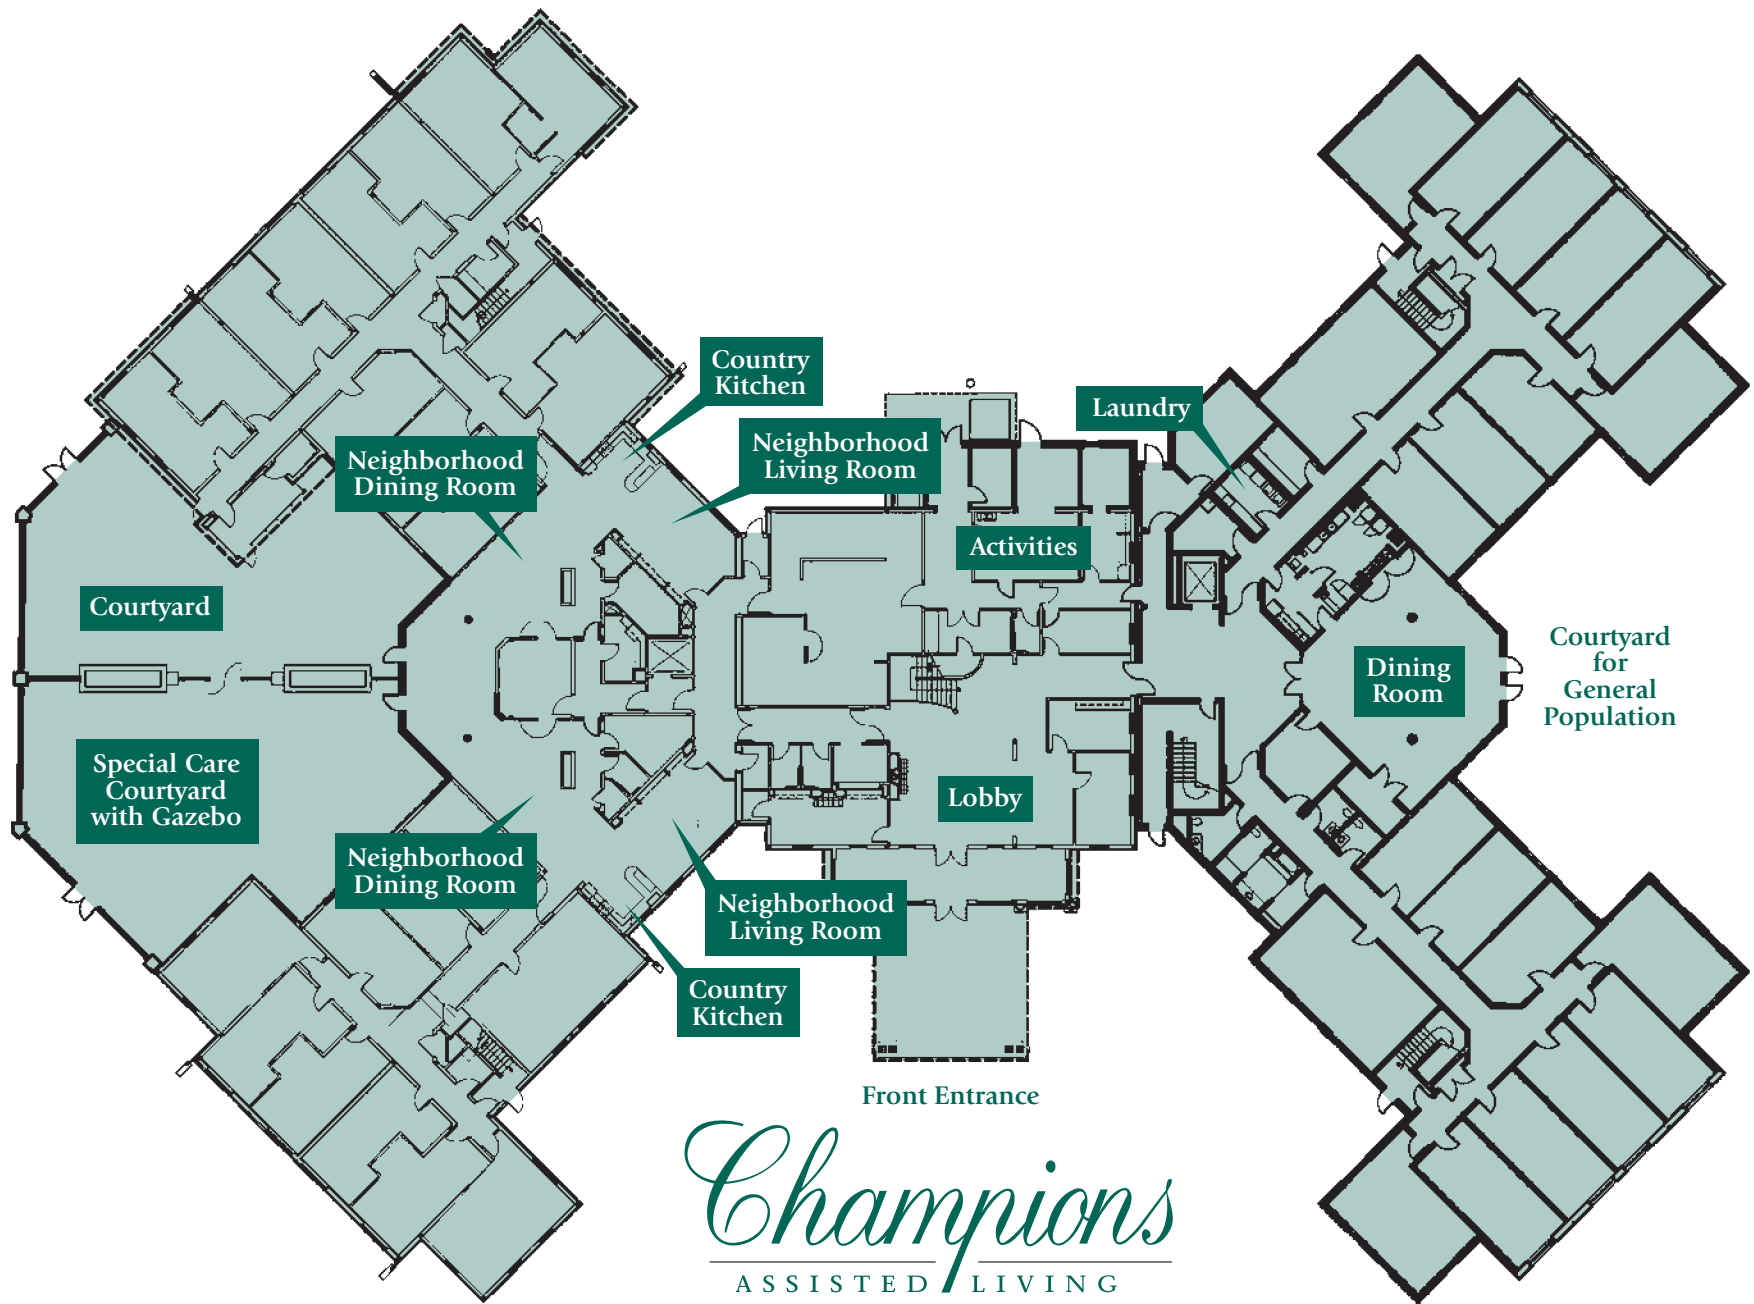 Country
Kitchen
Laundry
Neighborhood
Living Room
Neighborhood
Dining Room
Activities
Courtyard
Courtyard
for
General
Population
Dining
Room
Special Care
Courtyard
with Gazebo
Lobby
Neighborhood
Dining Room
Neighborhood
Living Room
Country
Kitchen
Front Entrance
Champions
ASSISTED LIVING